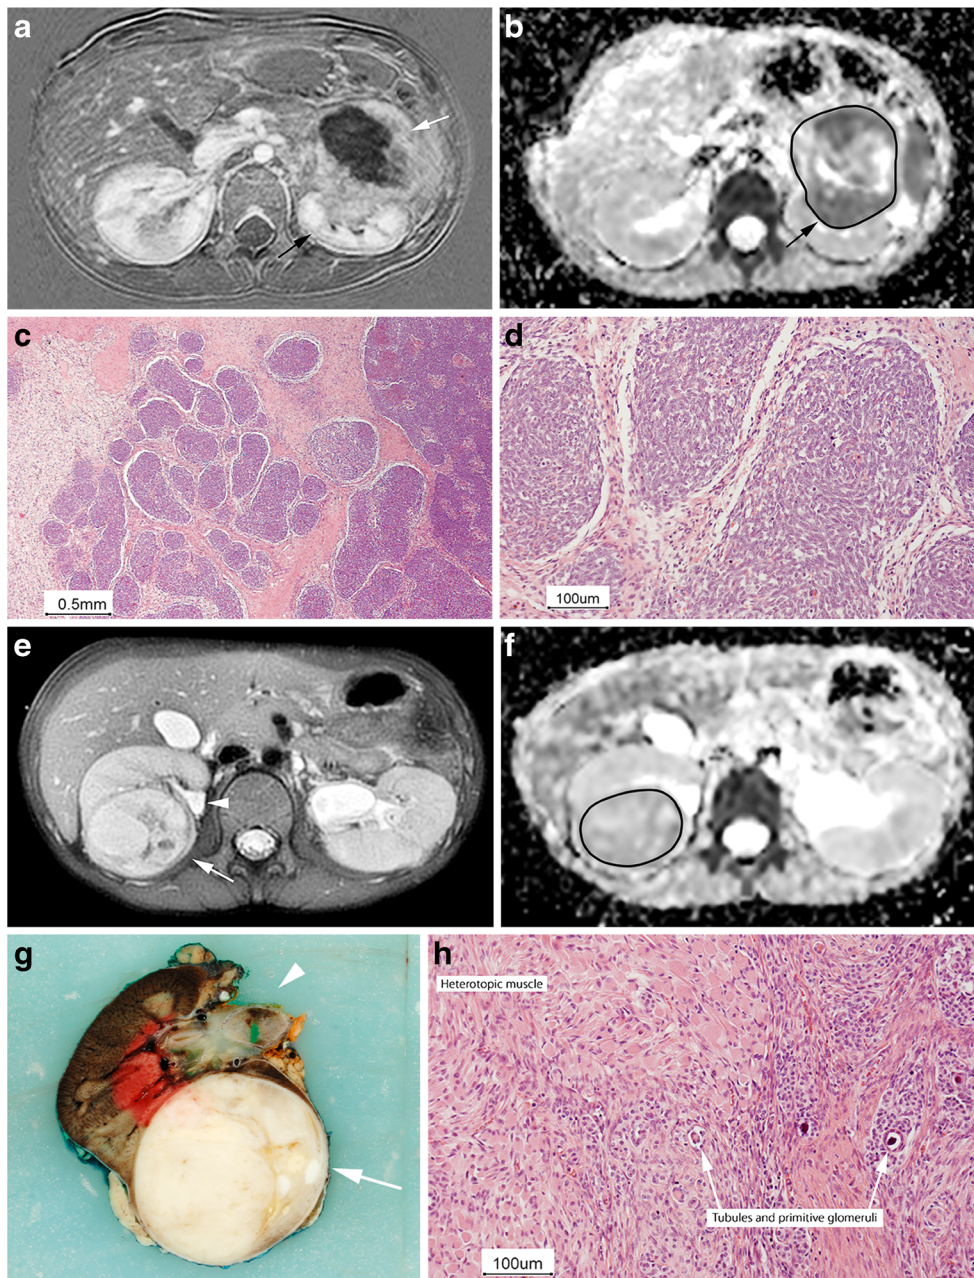 a
b
c
0.5mm
d
100um
e
f
g
h
Heterotopic muscle
Tubules and primitive glomeruli
100um